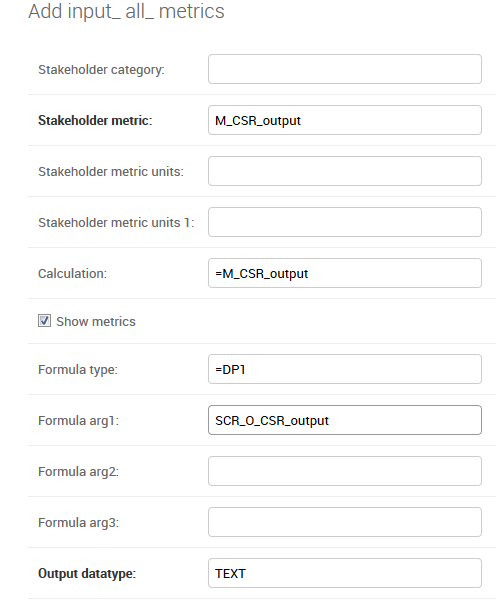 Add input_ all_ metrics
Stakeholder category:
Stakeholder metric: M_CSR_output
Stakeholder metric units:
Stakeholder metric units 1:
Calculation: =M_CSR_output
Show metrics
Formula type: =DP1
Formula arg1: SCR_O_CSR_output
Formula arg2:
Formula arg3:
Output datatype: TEXT